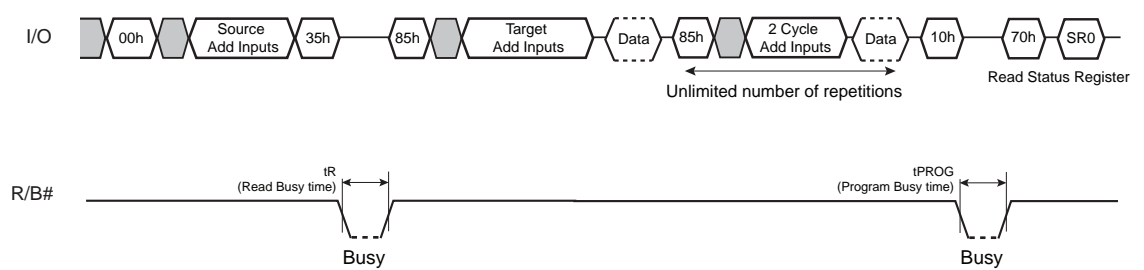 I/O
00h
Source
Add Inputs
35h
85h
Target
Add Inputs
Data
85h
2 Cycle
Add Inputs
Data
10h
70h
SR0
Unlimited number of repetitions
Read Status Register
R/B#
tR
(Read Busy time)
Busy
tPROG
(Program Busy time)
Busy